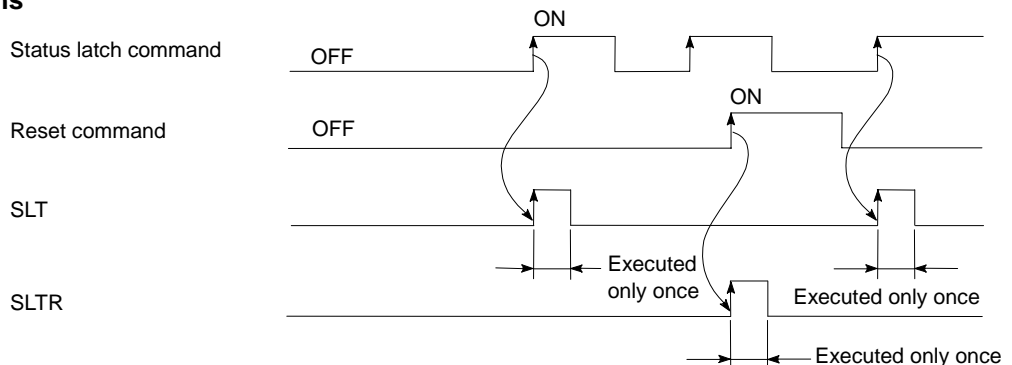 ON
Status latch command
OFF
ON
Reset command
OFF
SLT
Executed
only once
Executed only once
SLTR
Executed only once